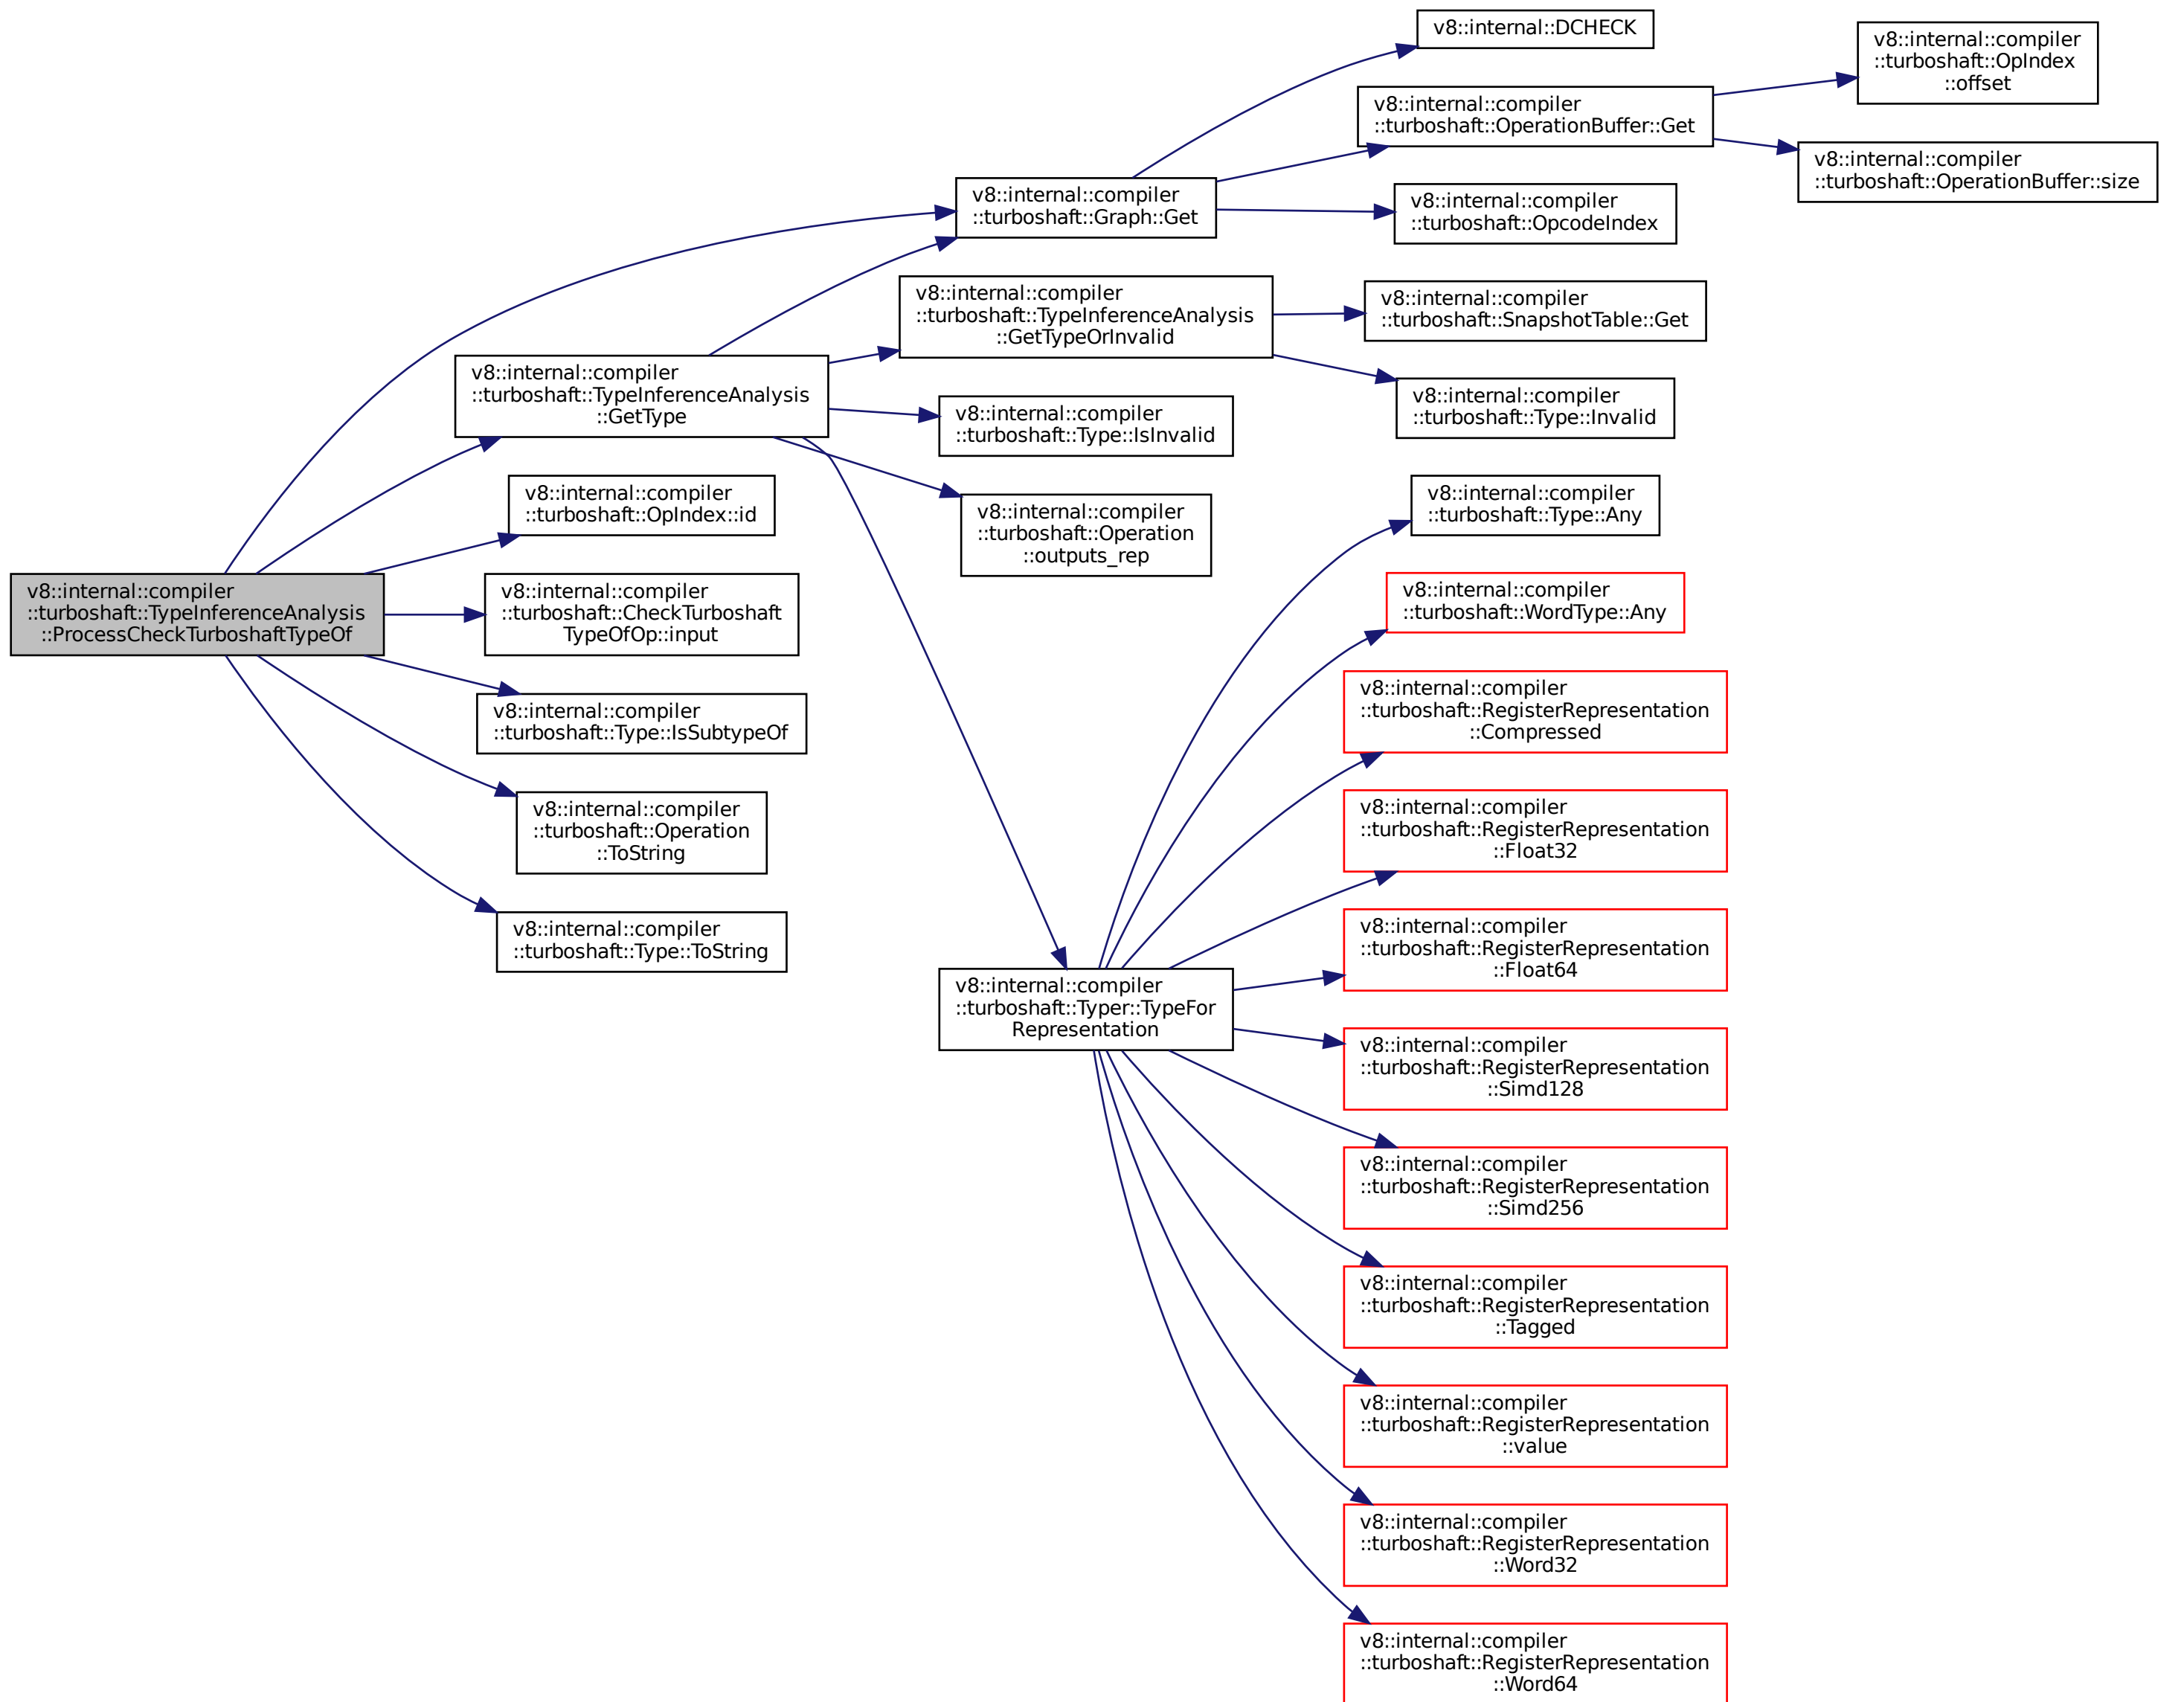 v8::internal::compiler
::turboshaft::TypeInferenceAnalysis
::ProcessCheckTurboshaftTypeOf
v8::internal::compiler
::turboshaft::Graph::Get
v8::internal::DCHECK
v8::internal::compiler
::turboshaft::OperationBuffer::Get
v8::internal::compiler
::turboshaft::OpIndex
::offset
v8::internal::compiler
::turboshaft::OperationBuffer::size
v8::internal::compiler
::turboshaft::OpcodeIndex
v8::internal::compiler
::turboshaft::TypeInferenceAnalysis
::GetType
v8::internal::compiler
::turboshaft::TypeInferenceAnalysis
::GetTypeOrInvalid
v8::internal::compiler
::turboshaft::SnapshotTable::Get
v8::internal::compiler
::turboshaft::Type::Invalid
v8::internal::compiler
::turboshaft::Type::IsInvalid
v8::internal::compiler
::turboshaft::Operation
::outputs_rep
v8::internal::compiler
::turboshaft::Typer::TypeFor
Representation
v8::internal::compiler
::turboshaft::Type::Any
v8::internal::compiler
::turboshaft::WordType::Any
v8::internal::compiler
::turboshaft::RegisterRepresentation
::Compressed
v8::internal::compiler
::turboshaft::RegisterRepresentation
::Float32
v8::internal::compiler
::turboshaft::RegisterRepresentation
::Float64
v8::internal::compiler
::turboshaft::RegisterRepresentation
::Simd128
v8::internal::compiler
::turboshaft::RegisterRepresentation
::Simd256
v8::internal::compiler
::turboshaft::RegisterRepresentation
::Tagged
v8::internal::compiler
::turboshaft::RegisterRepresentation
::value
v8::internal::compiler
::turboshaft::RegisterRepresentation
::Word32
v8::internal::compiler
::turboshaft::RegisterRepresentation
::Word64
v8::internal::compiler
::turboshaft::OpIndex::id
v8::internal::compiler
::turboshaft::CheckTurboshaft
TypeOfOp::input
v8::internal::compiler
::turboshaft::Type::IsSubtypeOf
v8::internal::compiler
::turboshaft::Operation
::ToString
v8::internal::compiler
::turboshaft::Type::ToString